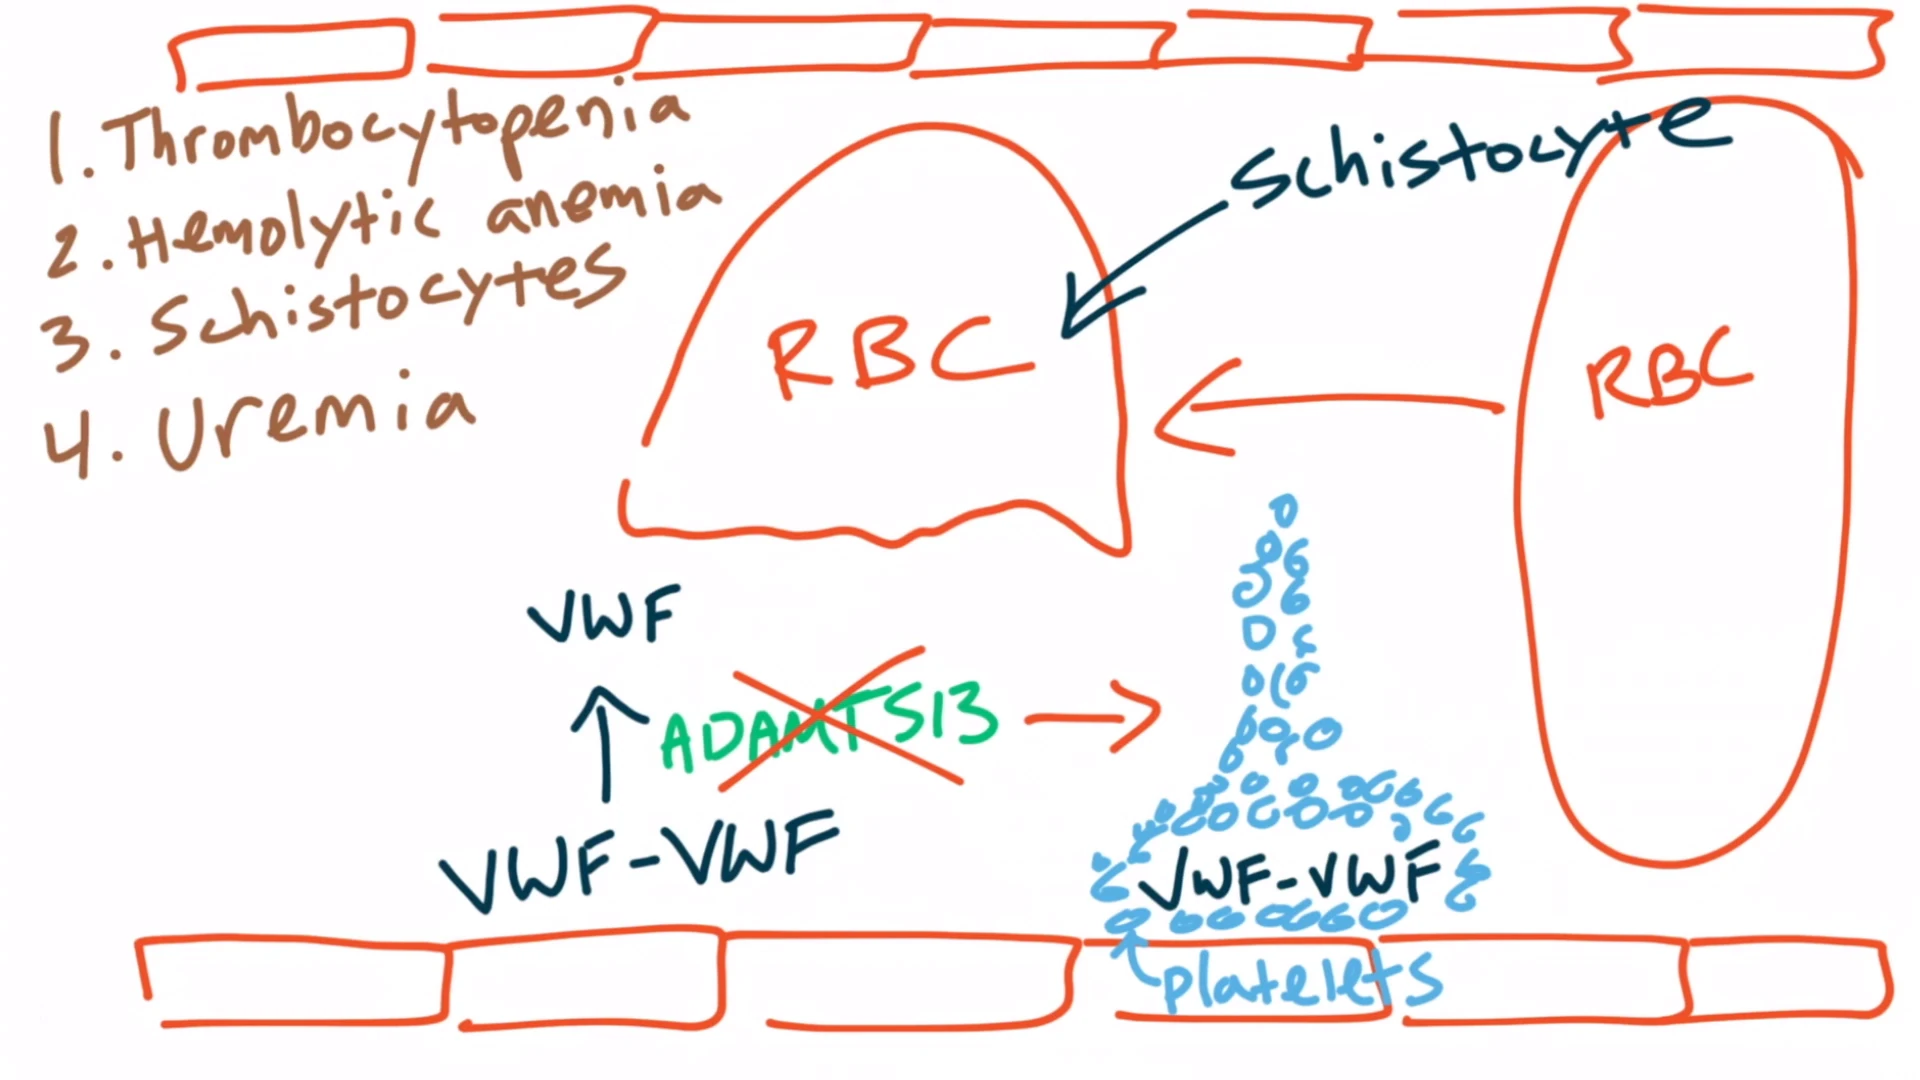 1. Thrombocytopenia
2. Hemolytic anemia
3. Schistocytes
4. Uremia
Schistocyte
RBC
RBC
VWF
ADAMTS13
VWF-VWF
VWF-VWF
platelets